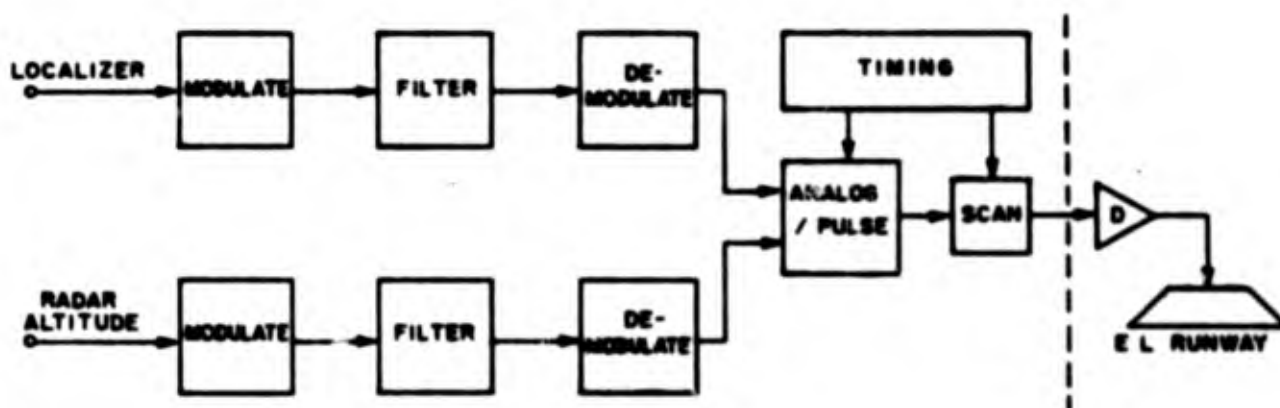 LOCALIZER
MODULATE
FILTER
DE-
MODULATE
TIMING
ANALOG
/ PULSE
SCAN
D
RADAR
ALTITUDE
MODULATE
FILTER
DE-
MODULATE
E L RUNWAY